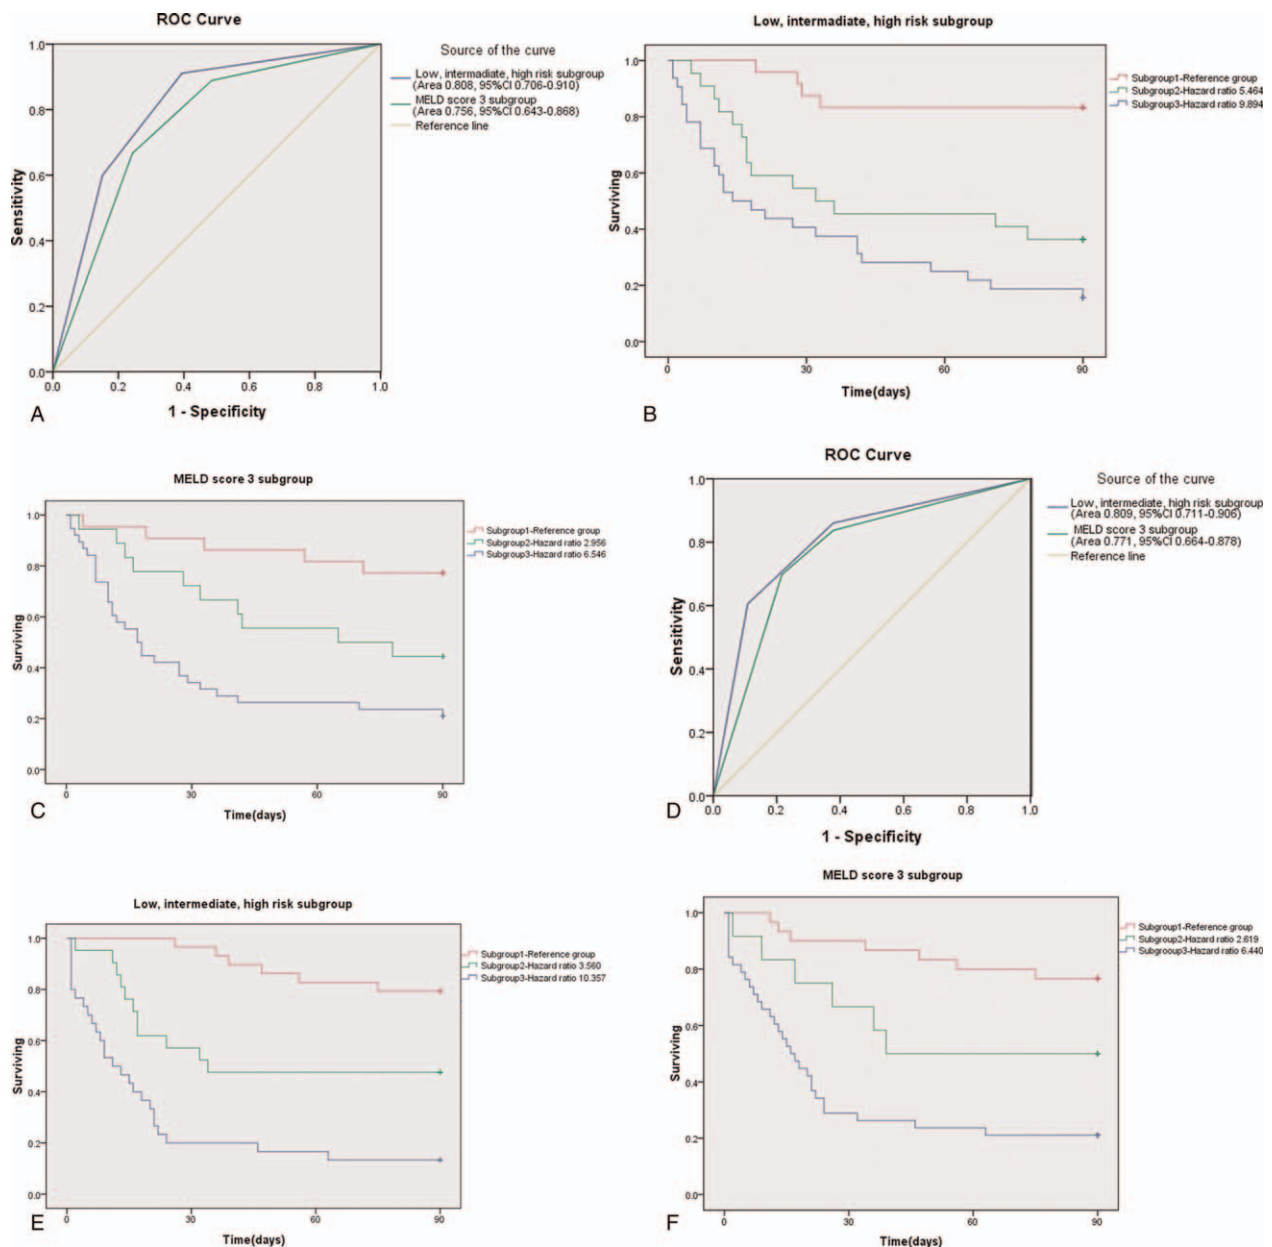 ROC Curve
Source of the curve
Low, intermadiate, high risk subgroup
(Area 0.808, 95%CI 0.706-0.910)
MELD score 3 subgroup
(Area 0.756, 95%CI 0.643-0.868)
Reference line
Sensitivity
1.0
0.8
0.6
0.4
0.2
0.0
0.0 0.2 0.4 0.6 0.8 1.0
1 - Specificity
A
Low, intermadiate, high risk subgroup
Subgroup1-Reference group
Subgroup2-Hazard ratio 5.464
Subgroup3-Hazard ratio 9.894
Surviving
1.0
0.8
0.6
0.4
0.2
0.0
0 30 60 90
Time(days)
B
MELD score 3 subgroup
Subgroup1-Reference group
Subgroup2-Hazard ratio 2.956
Subgroup3-Hazard ratio 6.546
Surviving
1.0
0.8
0.6
0.4
0.2
0.0
0 30 60 90
Time(days)
C
ROC Curve
Source of the curve
Low, intermediate, high risk subgroup
(Area 0.809, 95%CI 0.711-0.906)
MELD score 3 subgroup
(Area 0.771, 95%CI 0.664-0.878)
Reference line
Sensitivity
1.0
0.8
0.6
0.4
0.2
0.0
0.0 0.2 0.4 0.6 0.8 1.0
1 - Specificity
D
Low, intermediate, high risk subgroup
Subgroup1-Reference group
Subgroup2-Hazard ratio 3.560
Subgroup3-Hazard ratio 10.357
Surviving
1.0
0.8
0.6
0.4
0.2
0.0
0 30 60 90
Time(days)
E
MELD score 3 subgroup
Subgroup1-Reference group
Subgroup2-Hazard ratio 2.619
Subgrooup3-Hazard ratio 6.440
Surviving
1.0
0.8
0.6
0.4
0.2
0.0
0 30 60 90
Time(days)
F